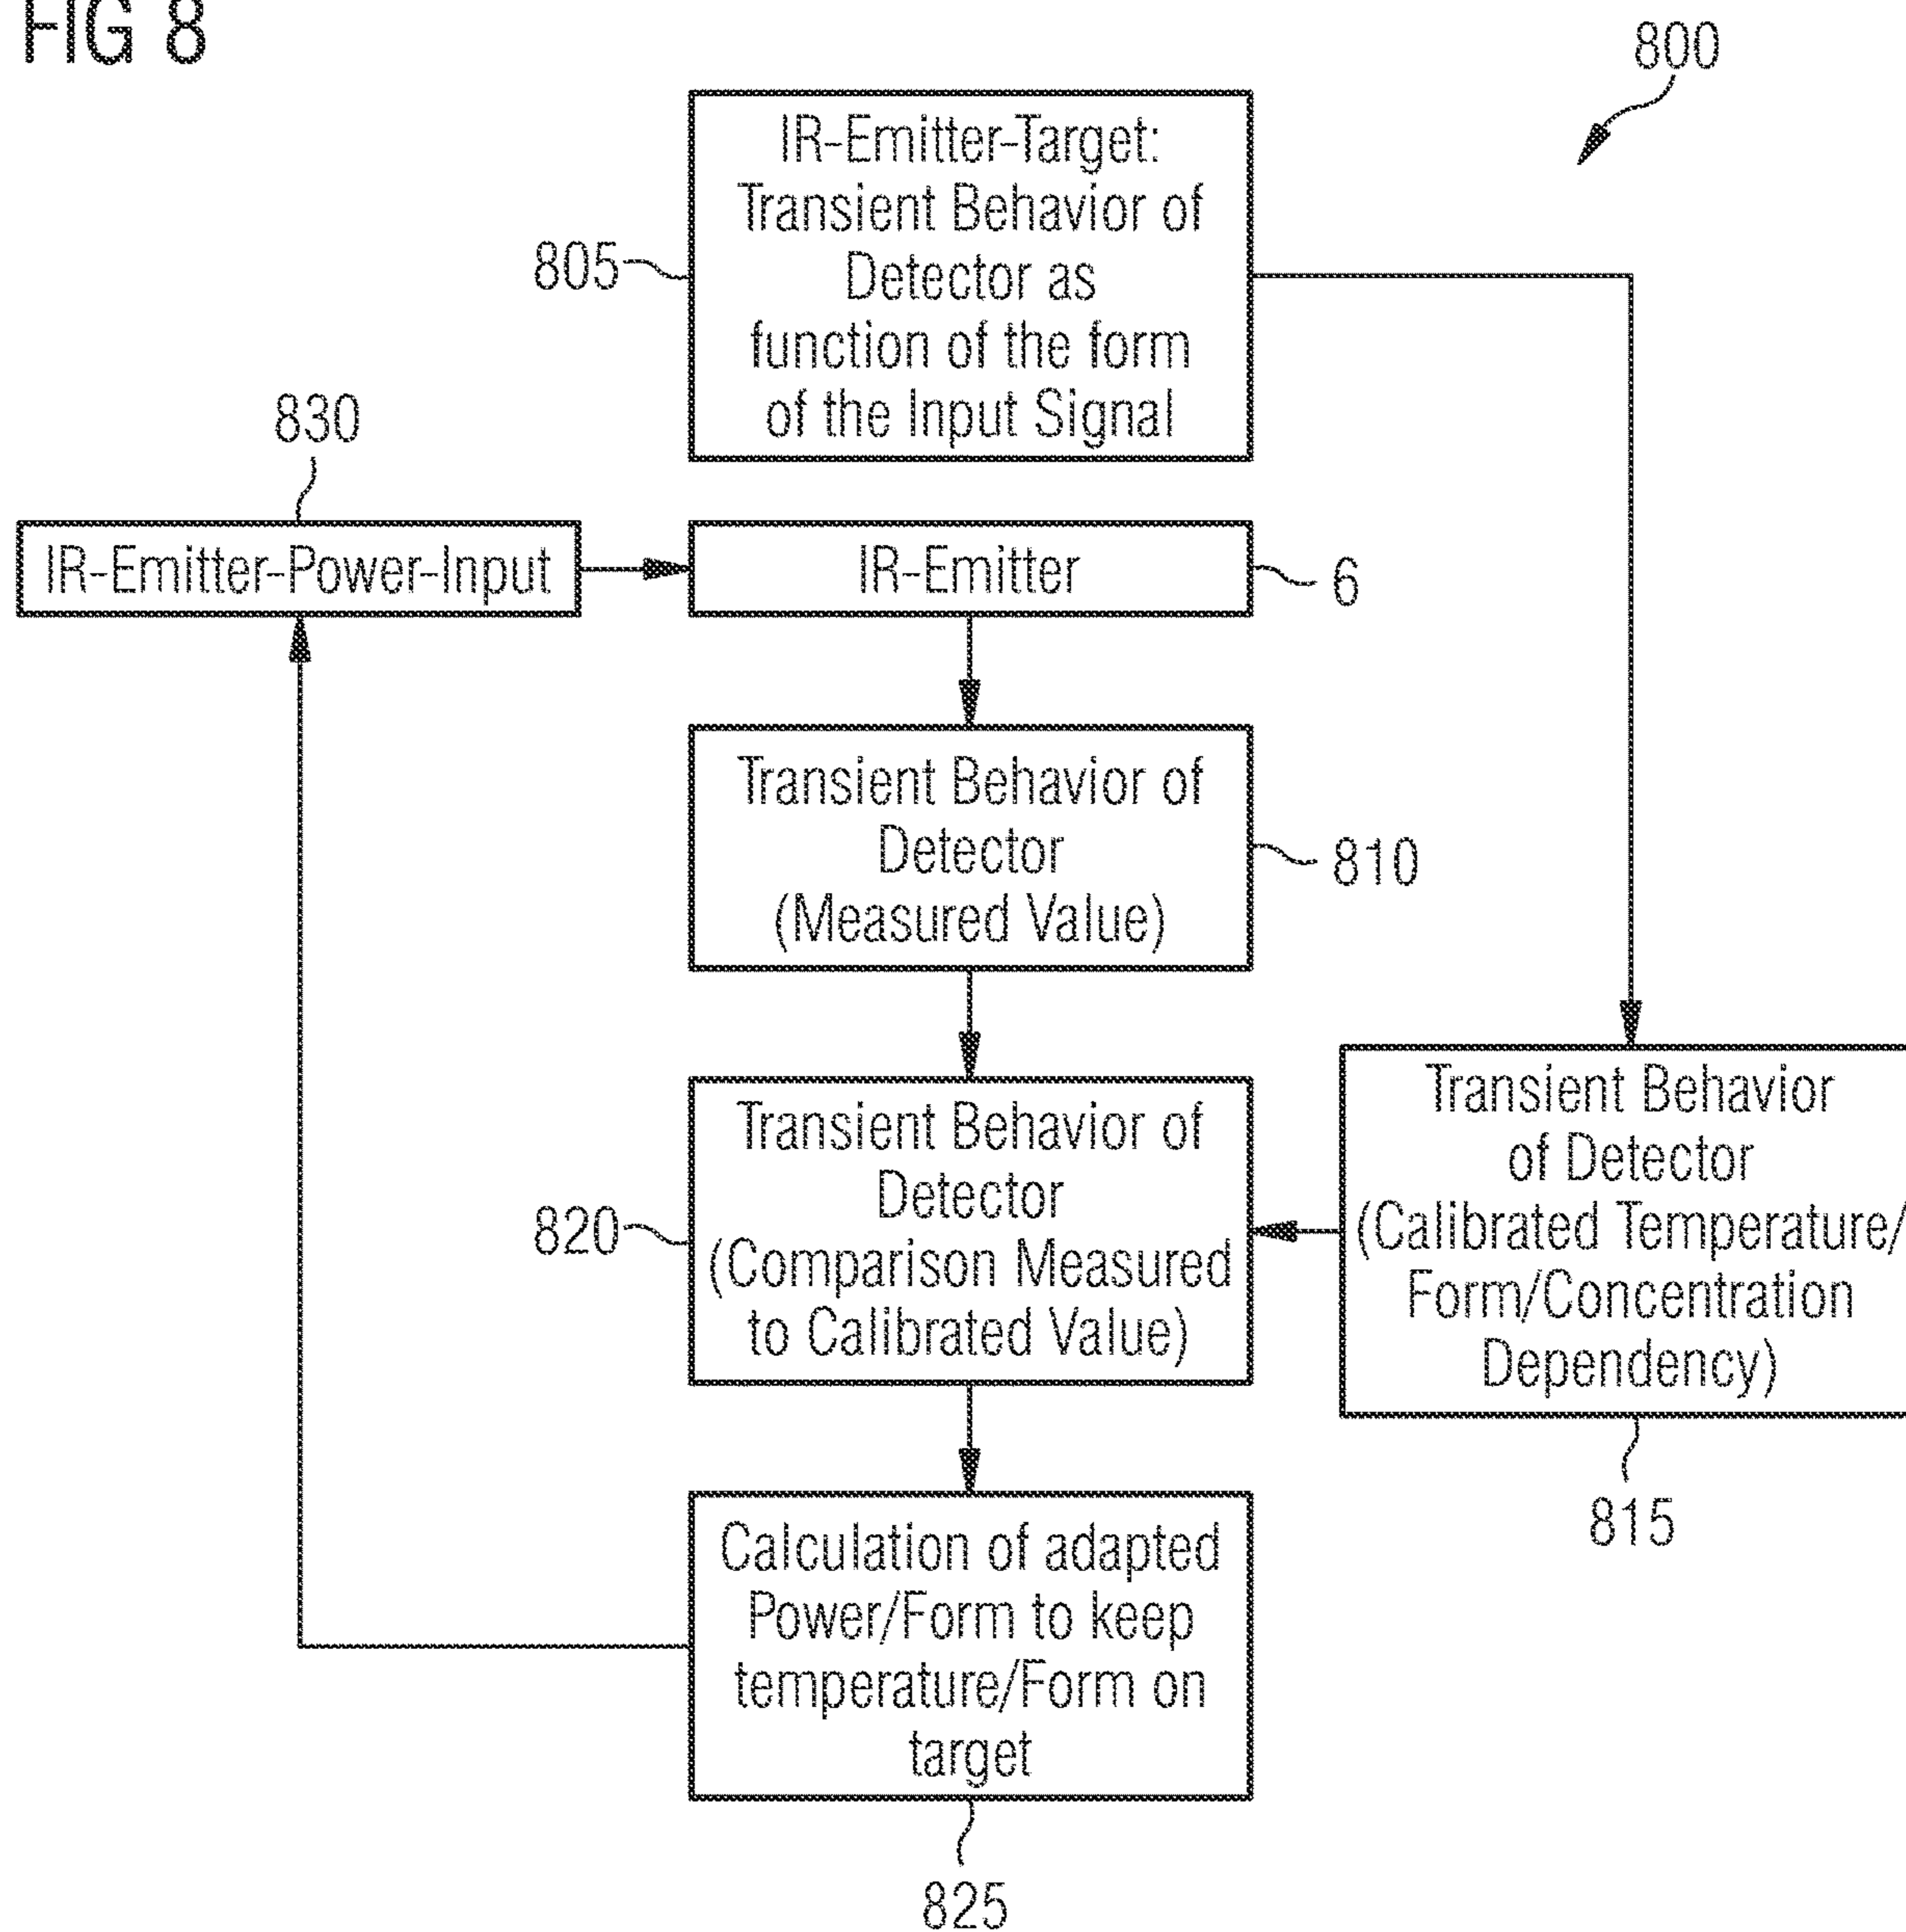 FIG 8
800
IR-Emitter-Target:
Transient Behavior of
Detector as
function of the form
of the Input Signal
805
830
IR-Emitter-Power-Input
IR-Emitter
6
Transient Behavior of
Detector
(Measured Value)
810
Transient Behavior of
Detector
(Comparison Measured
to Calibrated Value)
820
Transient Behavior
of Detector
(Calibrated Temperature/
Form/Concentration
Dependency)
815
Calculation of adapted
Power/Form to keep
temperature/Form on
target
825